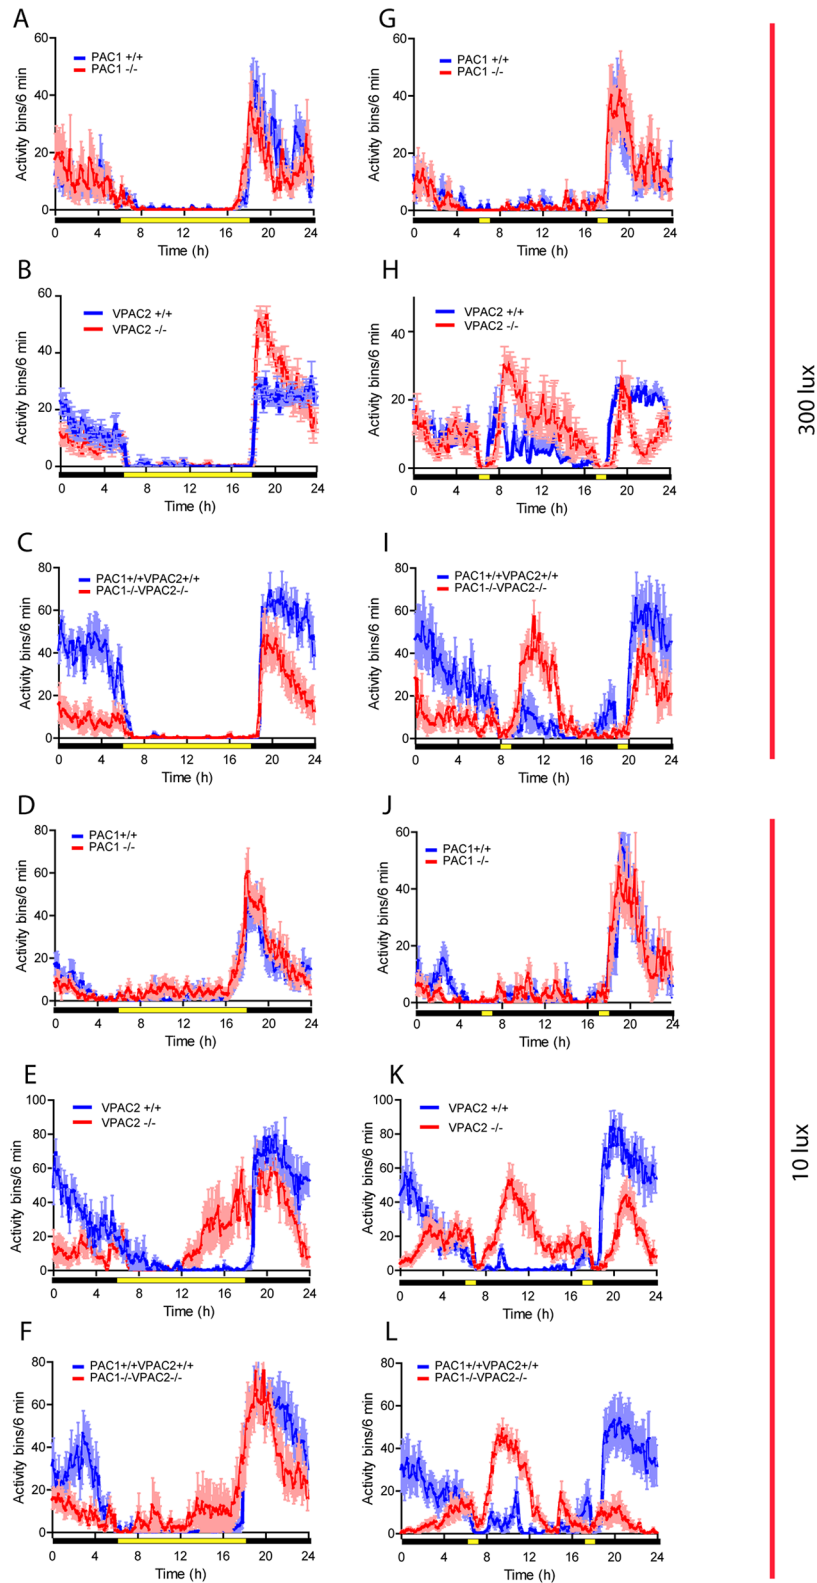 A
60
40
20
0
Activity bins/6 min
PAC1 +/+
PAC1 -/-
0 4 8 12 16 20 24
Time (h)
G
60
40
20
0
Activity bins/6 min
PAC1 +/+
PAC1 -/-
0 4 8 12 16 20 24
Time (h)
B
60
40
20
0
Activity bins/6 min
VPAC2 +/+
VPAC2 -/-
0 4 8 12 16 20 24
Time (h)
H
40
20
0
Activity bins/6 min
VPAC2 +/+
VPAC2 -/-
0 4 8 12 16 20 24
Time (h)
300 lux
C
80
60
40
20
0
Activity bins/6 min
PAC1+/+VPAC2+/+
PAC1-/-VPAC2-/-
0 4 8 12 16 20 24
Time (h)
I
80
60
40
20
0
Activity bins/6 min
PAC1+/+VPAC2+/+
PAC1-/-VPAC2-/-
0 4 8 12 16 20 24
Time (h)
D
80
60
40
20
0
Activity bins/6 min
PAC1+/+
PAC1 -/-
0 4 8 12 16 20 24
Time (h)
J
60
40
20
0
Activity bins/6 min
PAC1+/+
PAC1 -/-
0 4 8 12 16 20 24
Time (h)
E
100
80
60
40
20
0
Activity bins/6 min
VPAC2 +/+
VPAC2 -/-
0 4 8 12 16 20 24
Time (h)
K
100
80
60
40
20
0
Activity bins/6 min
VPAC2 +/+
VPAC2 -/-
0 4 8 12 16 20 24
Time (h)
10 lux
F
80
60
40
20
0
Activity bins/6 min
PAC1+/+VPAC2+/+
PAC1-/-VPAC2-/-
0 4 8 12 16 20 24
Time (h)
L
80
60
40
20
0
Activity bins/6 min
PAC1+/+VPAC2+/+
PAC1-/-VPAC2-/-
0 4 8 12 16 20 24
Time (h)